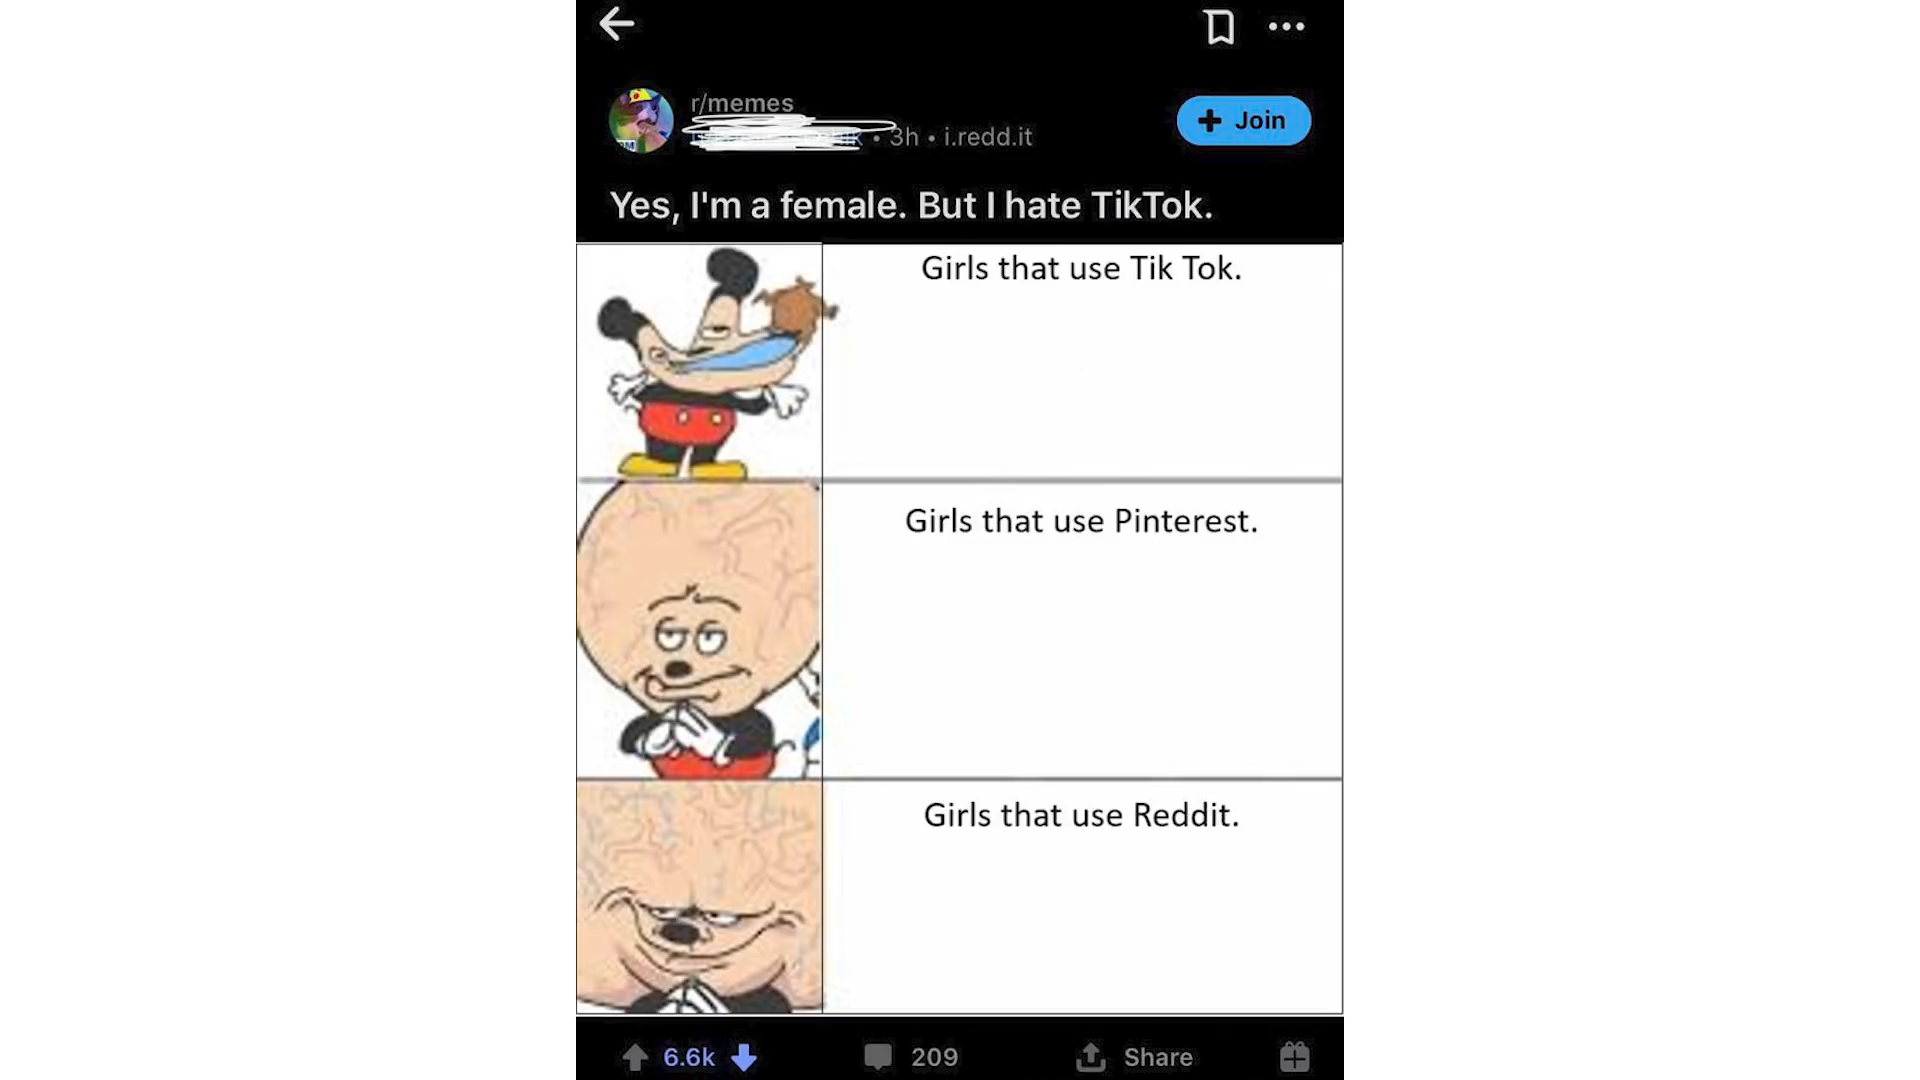 r/memes
• 3h • i.redd.it
Join
Yes, I'm a female. But I hate TikTok.
Girls that use Tik Tok.
Girls that use Pinterest.
Girls that use Reddit.
6.6k
209
Share